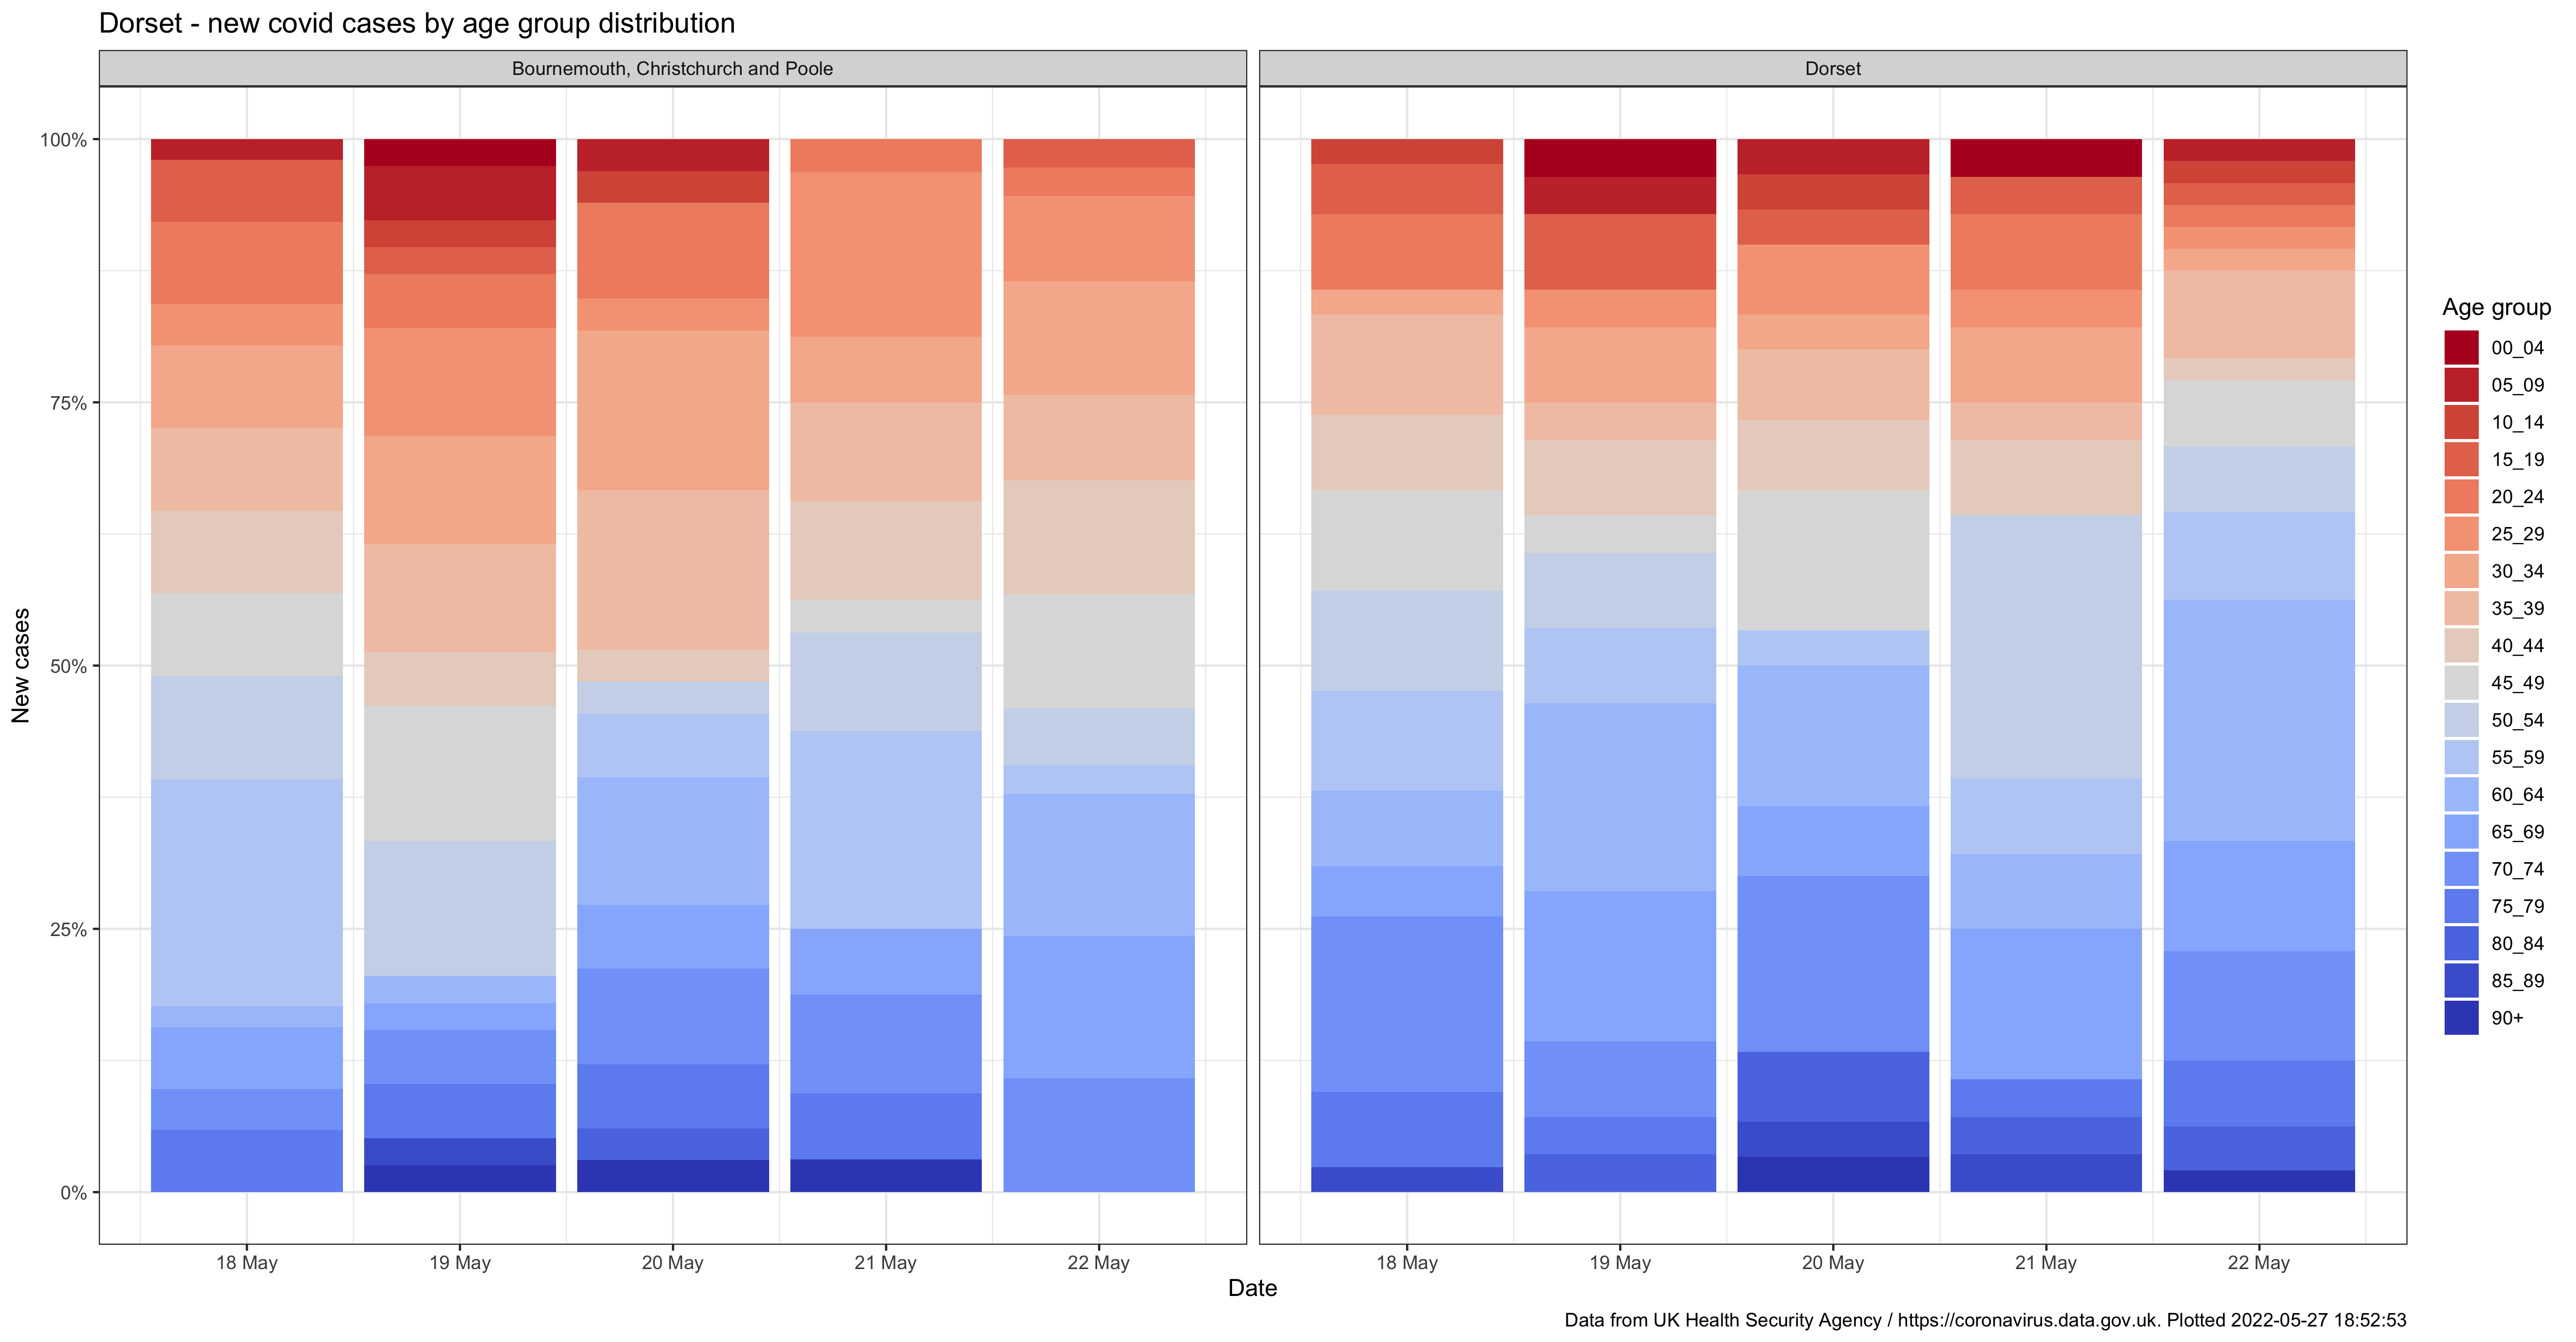 Dorset - new covid cases by age group distribution
Bournemouth, Christchurch and Poole
Dorset
100%
75%
50%
25%
0%
New cases
18 May
19 May
20 May
21 May
22 May
18 May
19 May
20 May
21 May
22 May
Date
Age group
00_04
05_09
10_14
15_19
20_24
25_29
30_34
35_39
40_44
45_49
50_54
55_59
60_64
65_69
70_74
75_79
80_84
85_89
90+
Data from UK Health Security Agency / https://coronavirus.data.gov.uk. Plotted 2022-05-27 18:52:53